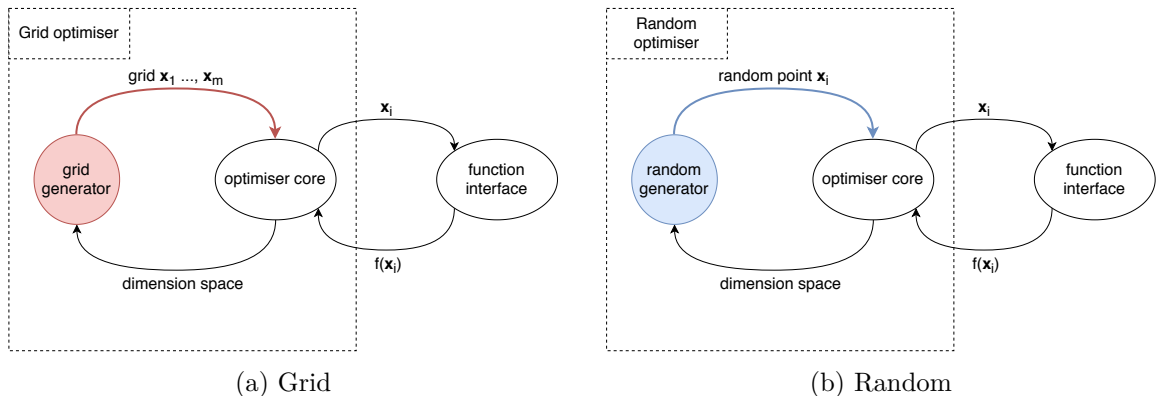 Grid optimiser
grid x₁ ..., xₘ
xᵢ
grid
generator
optimiser core
function
interface
f(xᵢ)
dimension space
(a) Grid
Random
optimiser
random point xᵢ
xᵢ
random
generator
optimiser core
function
interface
f(xᵢ)
dimension space
(b) Random